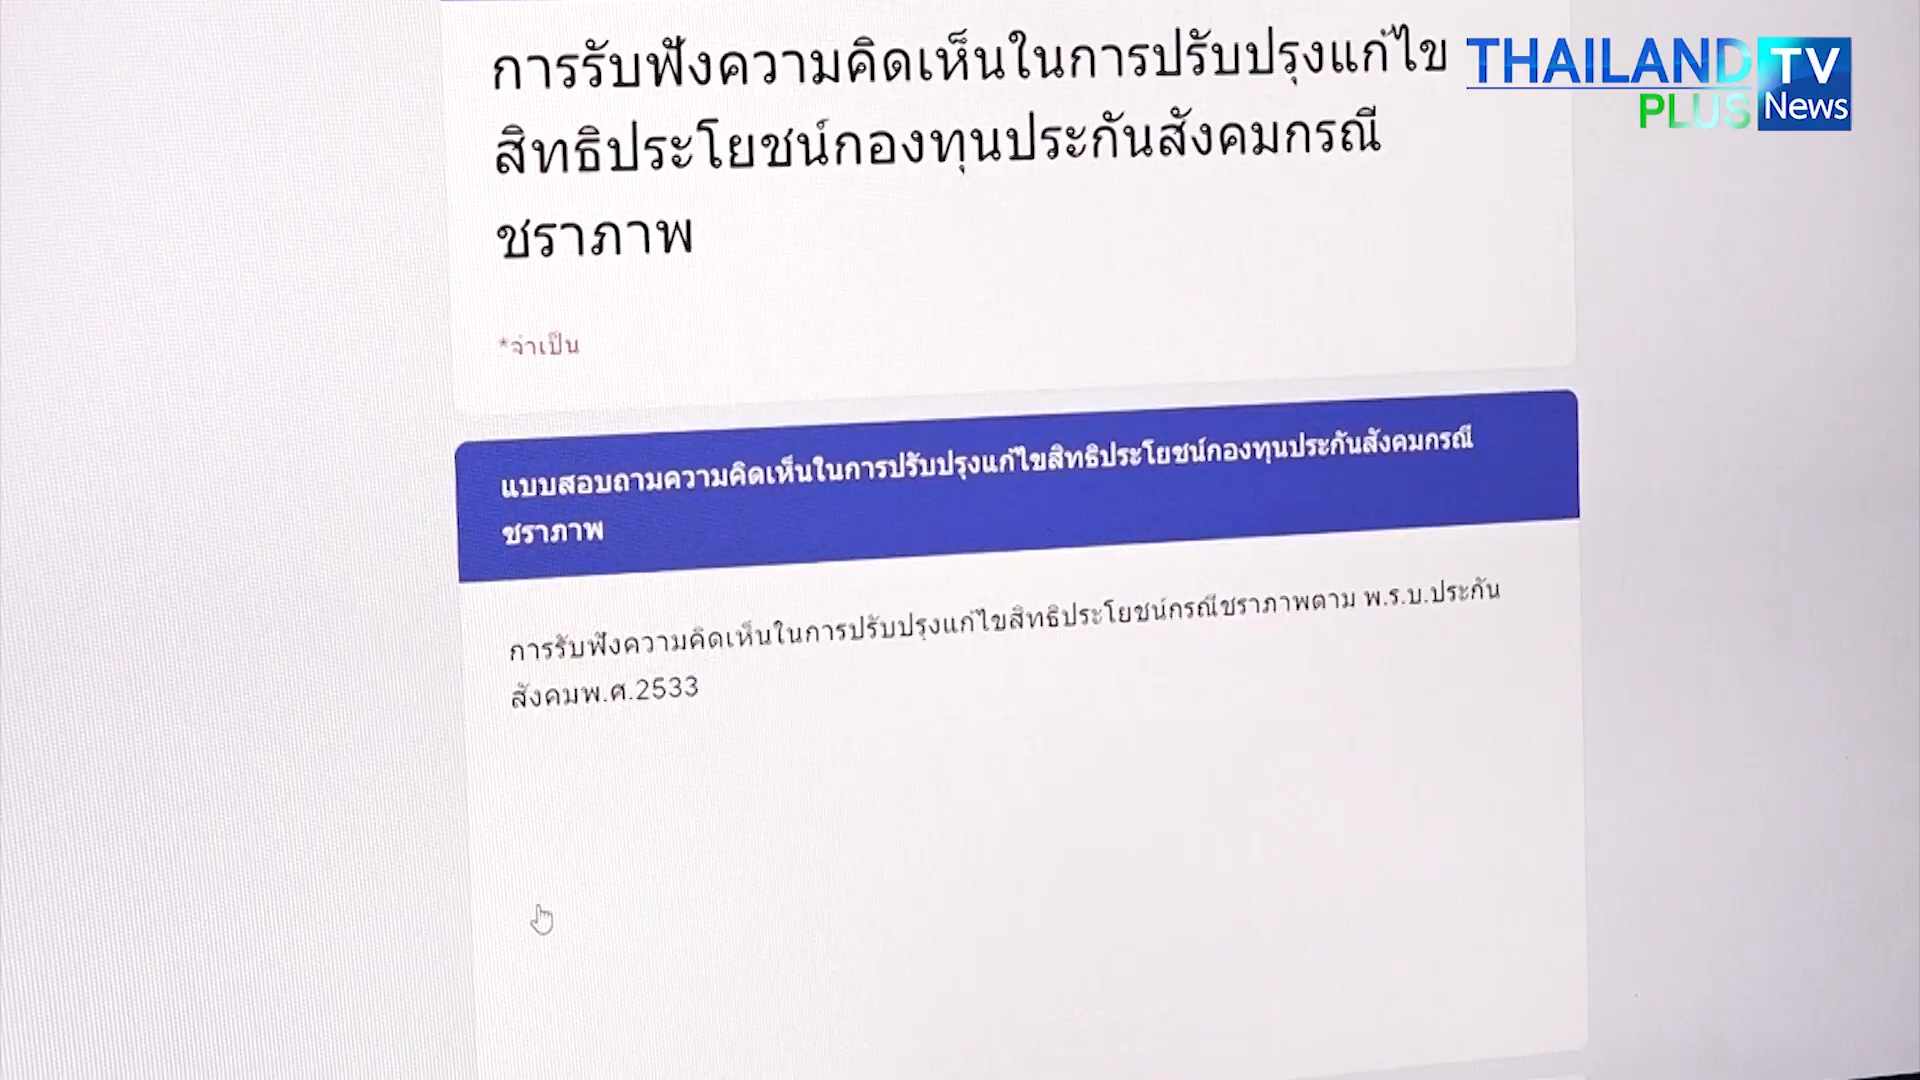 การรับฟังความคิดเห็นในการปรับปรุงแก้ไข
สิทธิประโยชน์กองทุนประกันสังคมกรณี
ชราภาพ
*จำเป็น
แบบสอบถามความคิดเห็นในการปรับปรุงแก้ไขสิทธิประโยชน์กองทุนประกันสังคมกรณี
ชราภาพ
การรับฟังความคิดเห็นในการปรับปรุงแก้ไขสิทธิประโยชน์กรณีชราภาพตาม พ.ร.บ.ประกัน
สังคมพ.ศ.2533
THAILAND TV
PLUS News